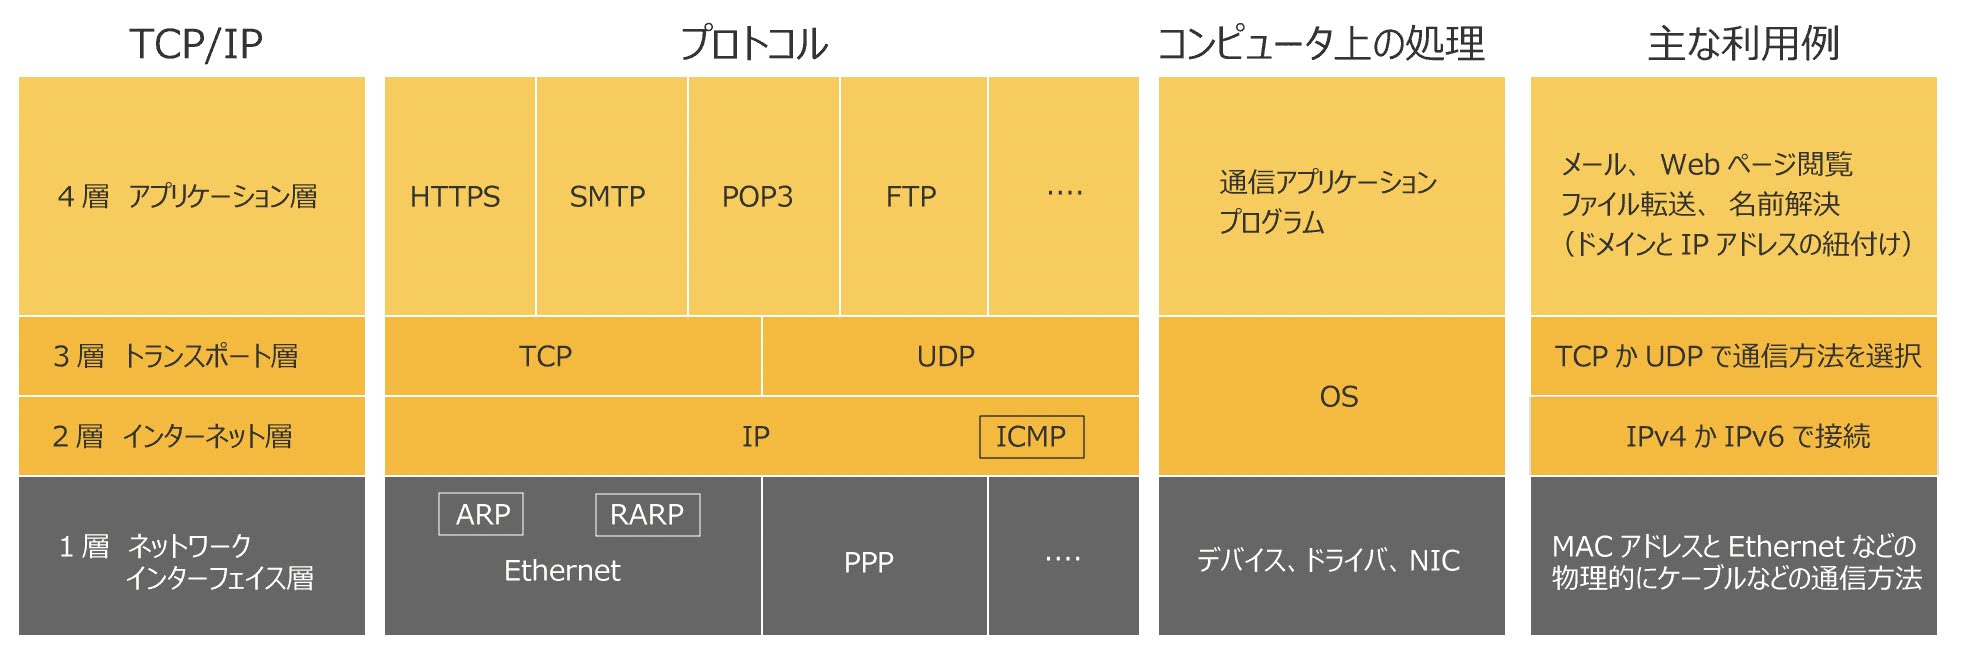 TCP/IP
プロトコル
コンピュータ上の処理
主な利用例
4層 アプリケーション層
HTTPS
SMTP
POP3
FTP
....
通信アプリケーション
プログラム
メール、 Web ページ閲覧
ファイル転送、 名前解決
（ドメインと IP アドレスの紐付け）
3層 トランスポート層
TCP
UDP
OS
TCP か UDP で通信方法を選択
2層 インターネット層
IP
ICMP
IPv4 か IPv6 で接続
1層 ネットワーク
インターフェイス層
ARP
RARP
Ethernet
PPP
....
デバイス、ドライバ、NIC
MAC アドレスと Ethernet などの
物理的にケーブルなどの通信方法